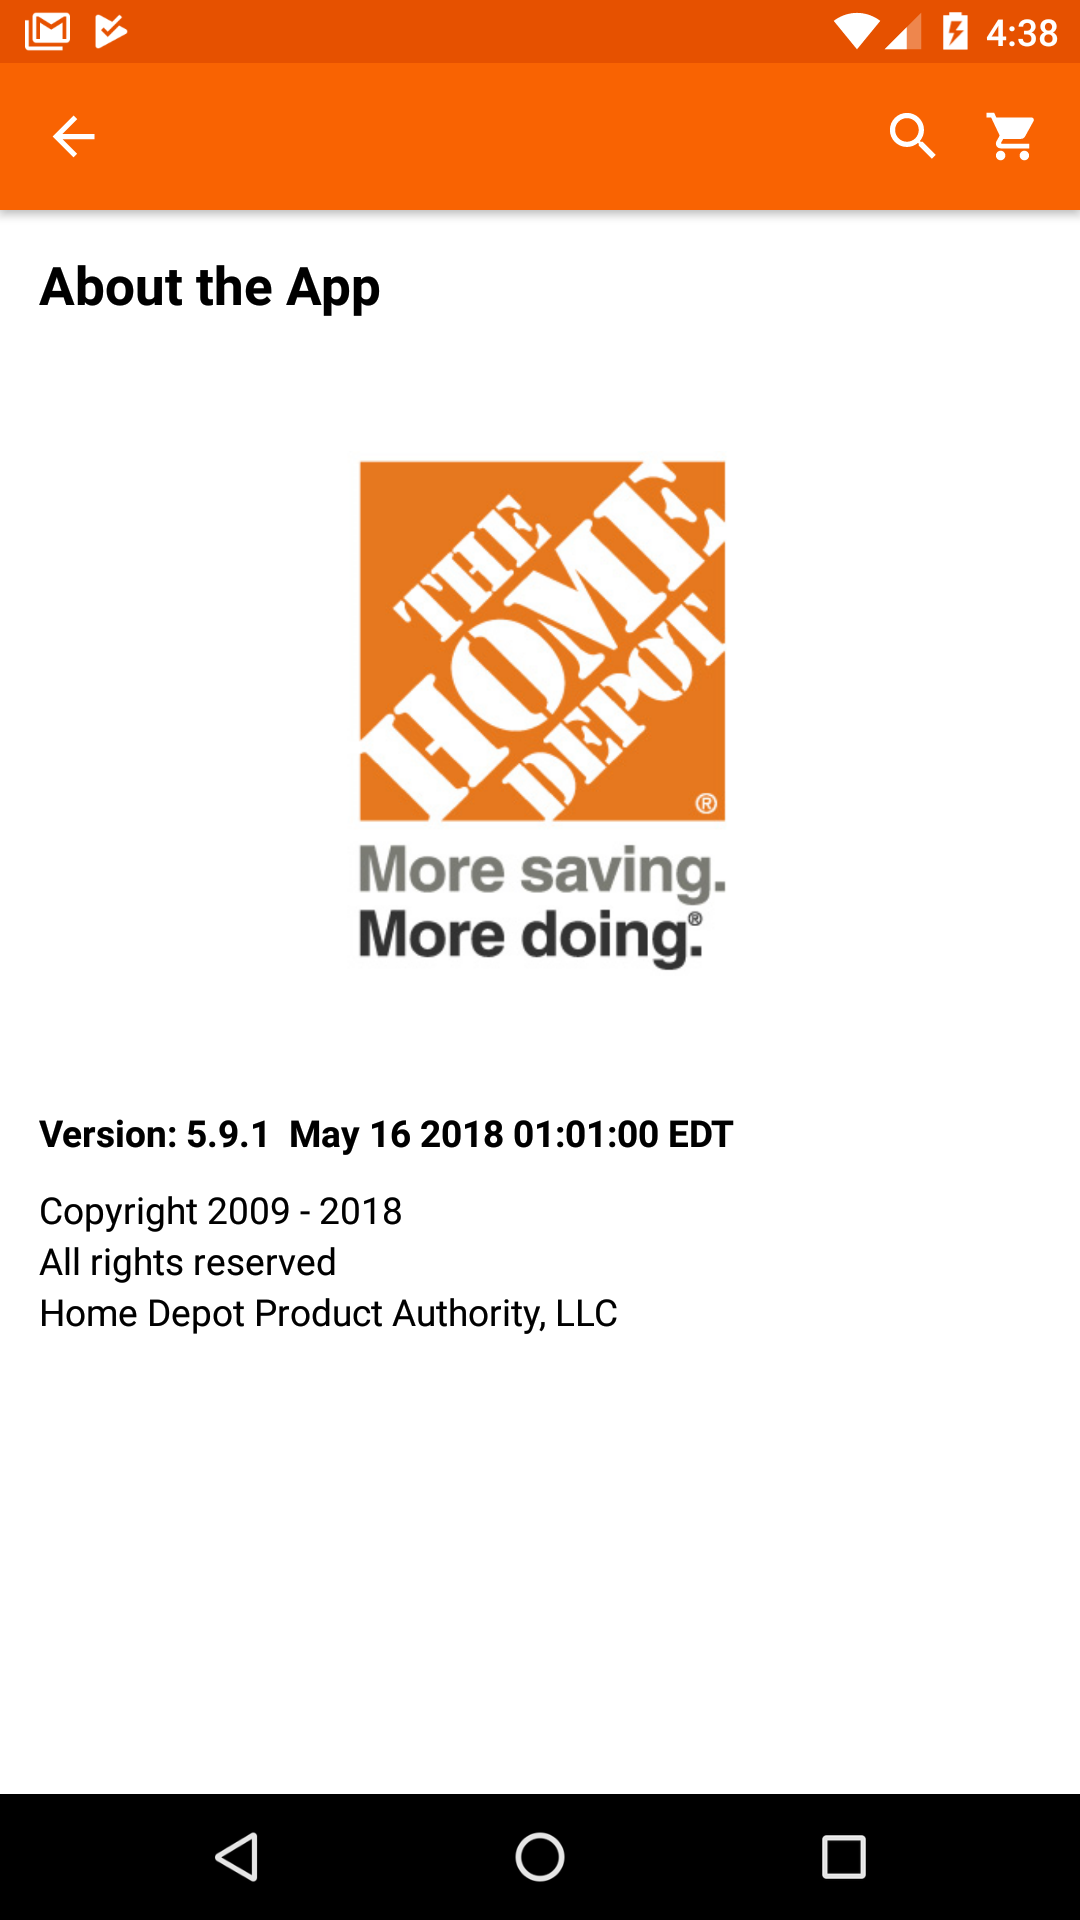 4:38
About the App
THE
HOME
DEPOT
®
More saving.
More doing.®
Version: 5.9.1  May 16 2018 01:01:00 EDT
Copyright 2009 - 2018
All rights reserved
Home Depot Product Authority, LLC